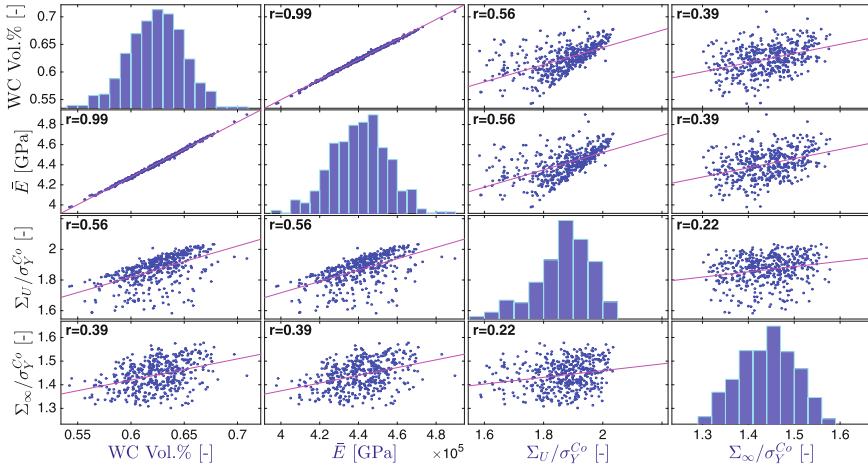 r=0.99 r=0.56 r=0.39
WC Vol.% [-]
0.7
0.65
0.6
0.55
r=0.99 r=0.56 r=0.39
Ē [GPa]
4.8
4.6
4.4
4.2
4
r=0.56 r=0.56 r=0.22
Σ_U/σ_Y^{Co} [-]
2
1.8
1.6
r=0.39 r=0.39 r=0.22
Σ_∞/σ_Y^{Co} [-]
1.6
1.5
1.4
1.3
0.55 0.6 0.65 0.7 4 4.2 4.4 4.6 4.8 1.6 1.8 2 1.3 1.4 1.5 1.6
×10⁵
WC Vol.% [-] Ē [GPa] Σ_U/σ_Y^{Co} [-] Σ_∞/σ_Y^{Co} [-]